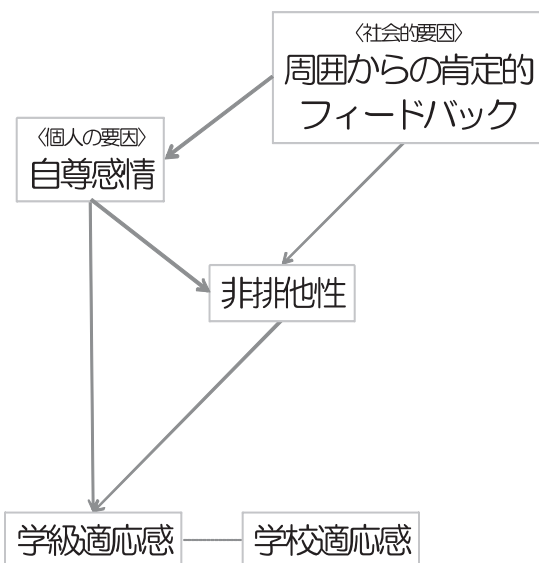 〈社会的要因〉
周囲からの肯定的
フィードバック
〈個人の要因〉
自尊感情
非排他性
学級適応感
学校適応感